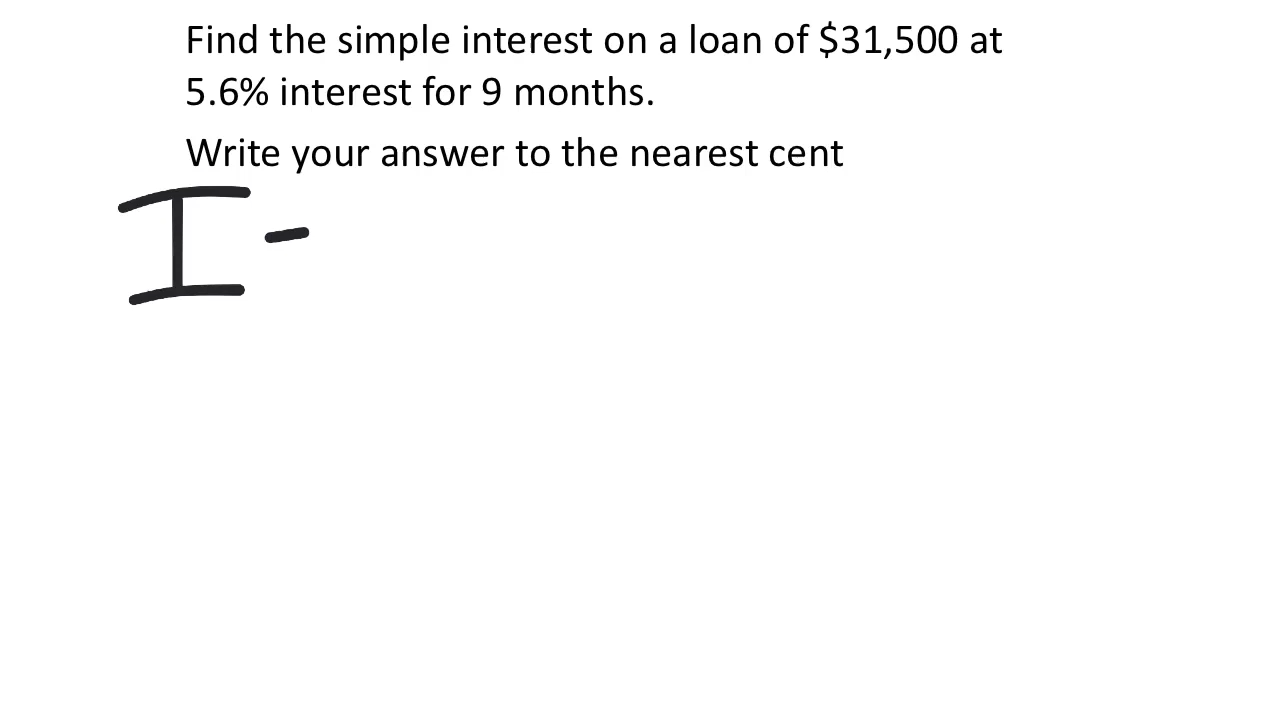 Find the simple interest on a loan of $31,500 at
5.6% interest for 9 months.
Write your answer to the nearest cent
I -